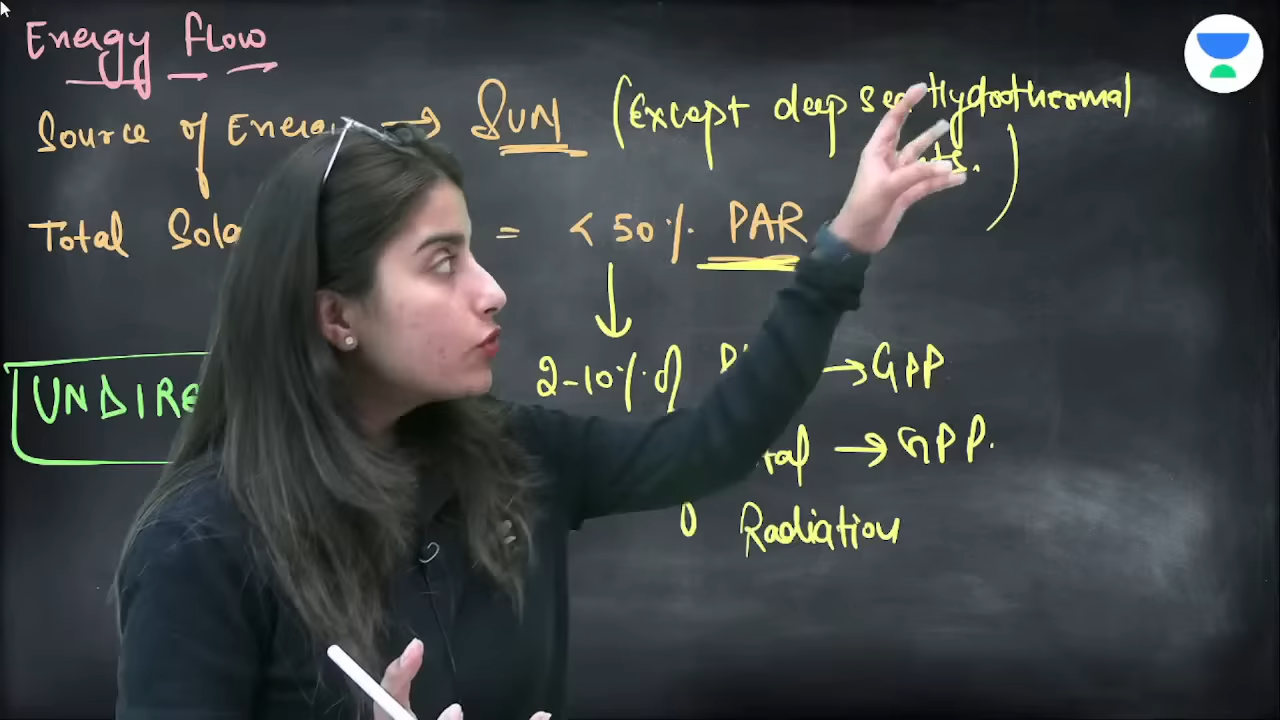 Energy flow
Source of Energy → SUN (Except deep sea Hydrothermal
Total Sola = < 50% PAR
2-10% of → GPP
UNDIRE
→ GPP.
Radiation